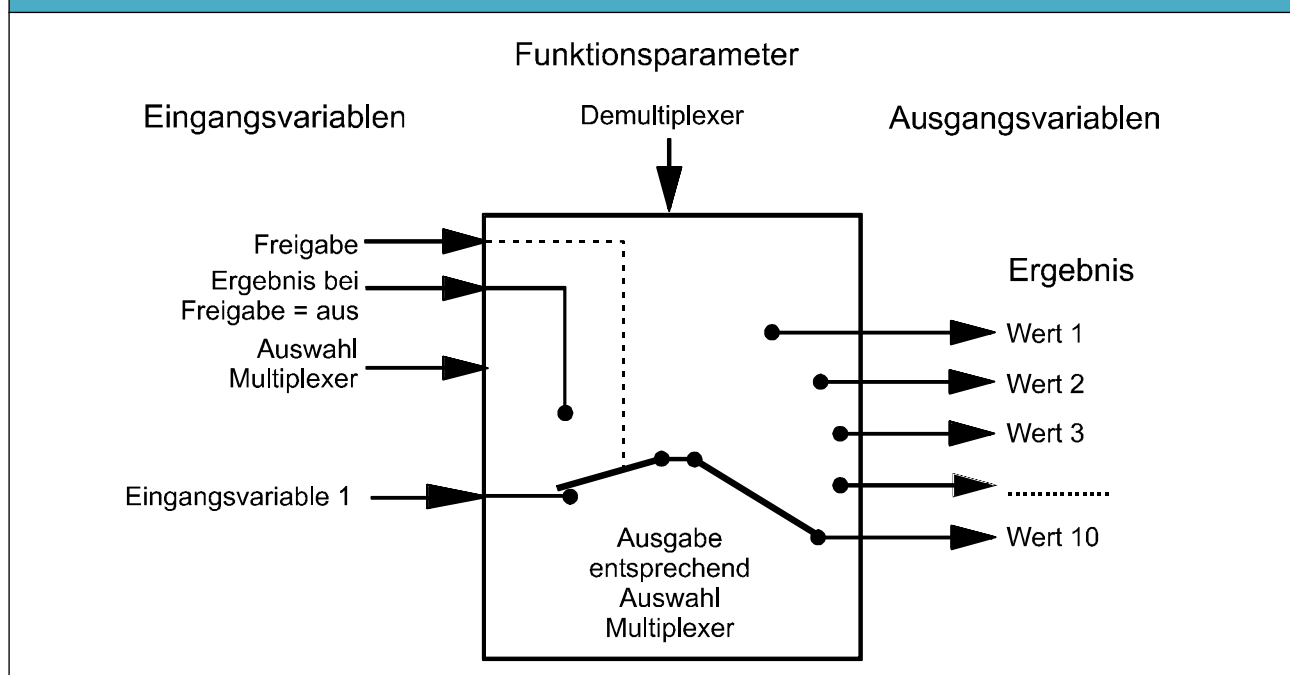 Funktionsparameter
Eingangsvariablen
Demultiplexer
Ausgangsvariablen
Freigabe
Ergebnis bei
Freigabe = aus
Auswahl
Multiplexer
Eingangsvariable 1
Ausgabe
entsprechend
Auswahl
Multiplexer
Ergebnis
Wert 1
Wert 2
Wert 3
..................
Wert 10